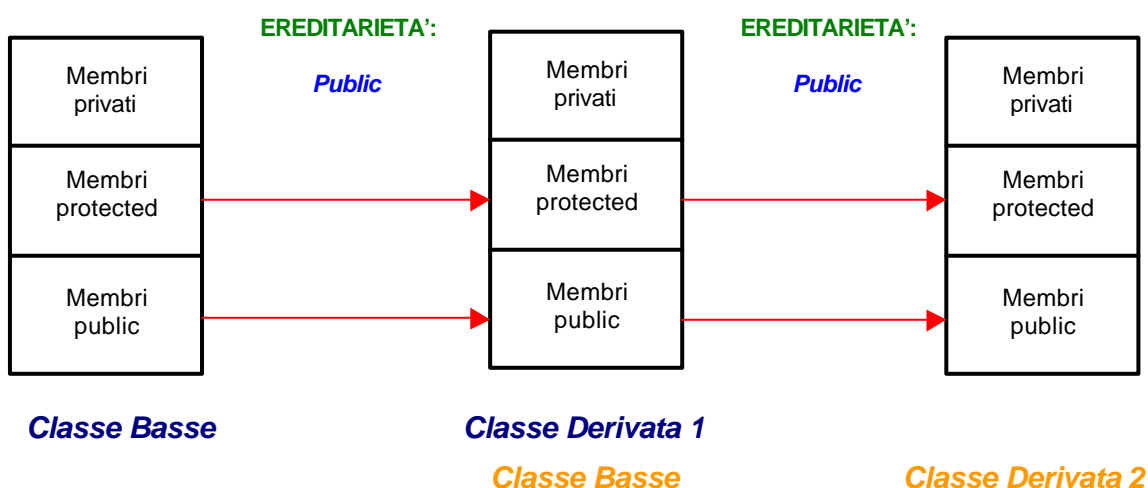 EREDITARIETA’:
EREDITARIETA’:
Public
Public
Membri
privati
Membri
privati
Membri
privati
Membri
protected
Membri
protected
Membri
protected
Membri
public
Membri
public
Membri
public
Classe Basse
Classe Derivata 1
Classe Basse
Classe Derivata 2